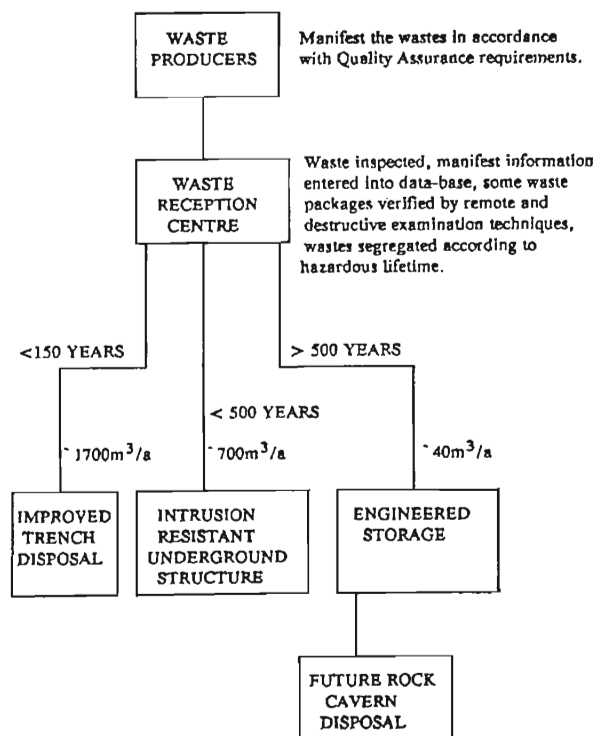 WASTE
PRODUCERS
Manifest the wastes in accordance
with Quality Assurance requirements.
WASTE
RECEPTION
CENTRE
Waste inspected, manifest information
entered into data-base, some waste
packages verified by remote and
destructive examination techniques,
wastes segregated according to
hazardous lifetime.
<150 YEARS
< 500 YEARS
> 500 YEARS
~1700m³/a
~700m³/a
~40m³/a
IMPROVED
TRENCH
DISPOSAL
INTRUSION
RESISTANT
UNDERGROUND
STRUCTURE
ENGINEERED
STORAGE
FUTURE ROCK
CAVERN
DISPOSAL